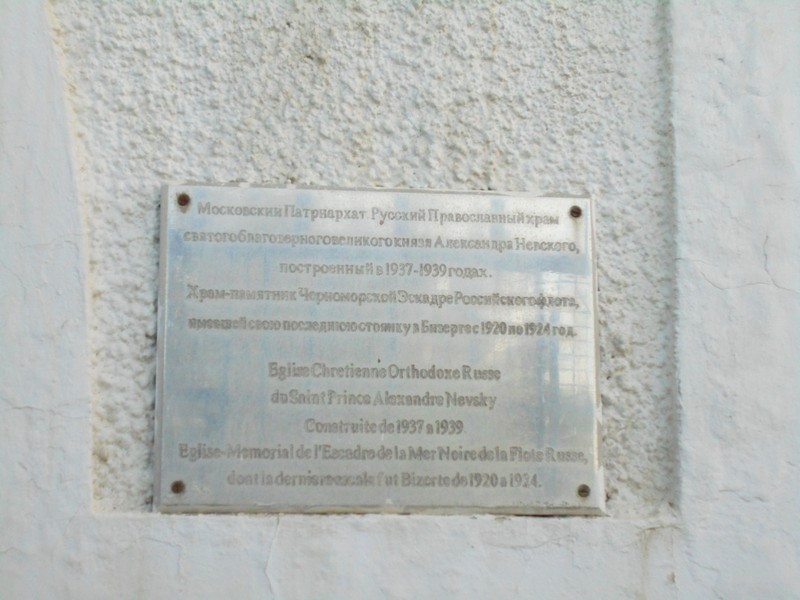 Московский Патриархат Русский Православный храм
святого благоверного великого князя Александра Невского,
построенный в 1937-1939 годах.
Храм-памятник Черноморской Эскадре Российского флота,
имевшей свою последнюю стоянку в Бизерте с 1920 по 1924 год.
Eglise Chretienne Orthodoxe Russe
du Saint Prince Alexandre Nevsky
Construite de 1937 a 1939
Eglise-Memorial de l'Escadre de la Mer Noire de la Flote Russe,
dont la derniere escale fut Bizerte de 1920 a 1924.